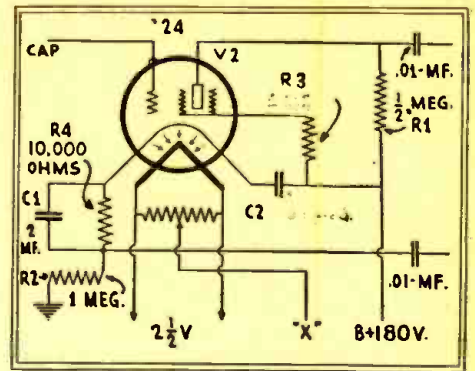 '24
CAP
V2
.01-MF.
R3
1/2 MEG.
R1
R4
10,000
OHMS
C1
2
MF.
C2
R2
1 MEG.
.01-MF.
2 1/2 V
"X"
B+180V.